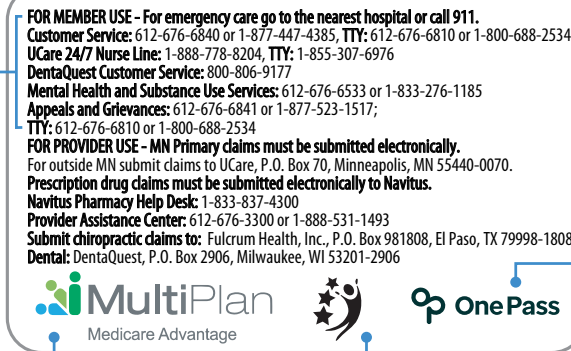 FOR MEMBER USE - For emergency care go to the nearest hospital or call 911.
Customer Service: 612-676-6840 or 1-877-447-4385, TTY: 612-676-6810 or 1-800-688-2534
UCare 24/7 Nurse Line: 1-888-778-8204, TTY: 1-855-307-6976
DentaQuest Customer Service: 800-806-9177
Mental Health and Substance Use Services: 612-676-6533 or 1-833-276-1185
Appeals and Grievances: 612-676-6841 or 1-877-523-1517;
TTY: 612-676-6810 or 1-800-688-2534
FOR PROVIDER USE - MN Primary claims must be submitted electronically.
For outside MN submit claims to UCare, P.O. Box 70, Minneapolis, MN 55440-0070.
Prescription drug claims must be submitted electronically to Navitus.
Navitus Pharmacy Help Desk: 1-833-837-4300
Provider Assistance Center: 612-676-3300 or 1-888-531-1493
Submit chiropractic claims to: Fulcrum Health, Inc., P.O. Box 981808, El Paso, TX 79998-1808
Dental: DentaQuest, P.O. Box 2906, Milwaukee, WI 53201-2906
MultiPlan
Medicare Advantage
One Pass